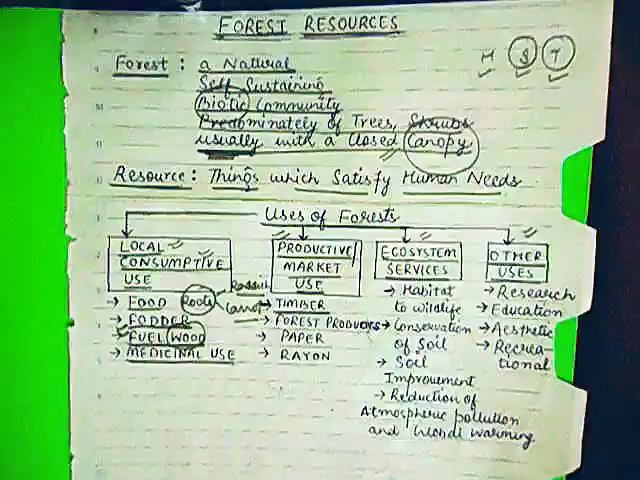 FOREST RESOURCES
H S T
Forest : a Natural
Self Sustaining
Biotic Community
Predominately of Trees, Shrubs
usually with a closed Canopy
Resource : Things which Satisfy Human Needs
Uses of Forests
LOCAL CONSUMPTIVE USE
→ FOOD Roots
→ FODDER
→ FUEL WOOD
→ MEDICINAL USE
PRODUCTIVE/ MARKET USE
→ TIMBER
→ FOREST PRODUCTS
→ PAPER
→ RAYON
ECOSYSTEM SERVICES
→ Habitat
to wildlife
→ Conservation
of Soil
→ Soil
Improvement
→ Reduction of
Atmospheric pollution
and warming.
OTHER USES
→ Research
→ Education
→ Aesthetic
→ Recrea-
tional